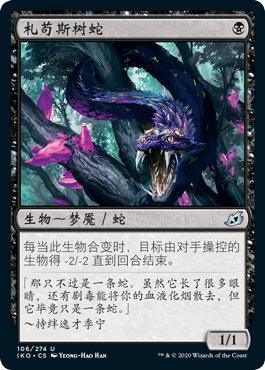 札苟斯树蛇
生物～梦魇／蛇
每当此生物合变时，目标由对手操控的
生物得 -2/-2 直到回合结束。
「那只不过是一条蛇。虽然它长了很多眼
睛，还有剧毒能将你的血液化烟散去，但
它毕竟只是一条蛇。」
～持绊逸才李宁
1/1
106/274 U
IKO • CS Yeong-Hao Han
™ & © 2020 Wizards of the Coast